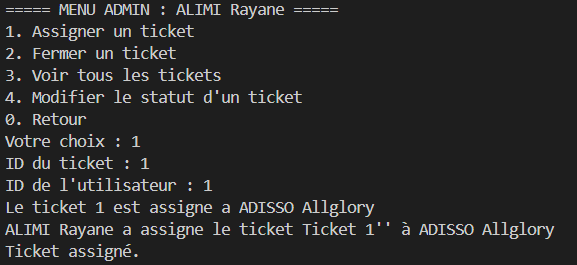 ===== MENU ADMIN : ALIMI Rayane =====
1. Assigner un ticket
2. Fermer un ticket
3. Voir tous les tickets
4. Modifier le statut d'un ticket
0. Retour
Votre choix : 1
ID du ticket : 1
ID de l'utilisateur : 1
Le ticket 1 est assigne a ADISSO Allglory
ALIMI Rayane a assigne le ticket Ticket 1'' à ADISSO Allglory
Ticket assigné.